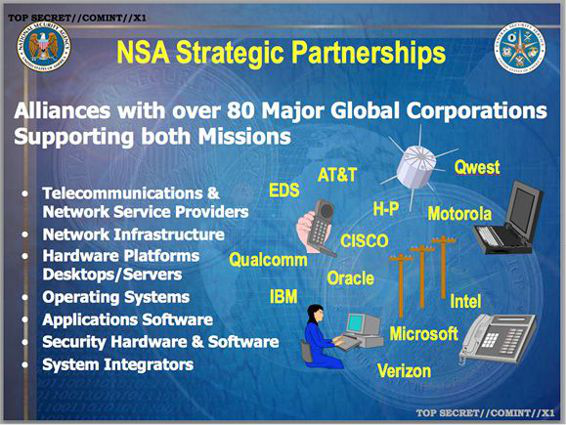 TOP SECRET//COMINT//X1
NSA Strategic Partnerships
Alliances with over 80 Major Global Corporations
Supporting both Missions
• Telecommunications &
Network Service Providers
• Network Infrastructure
• Hardware Platforms
Desktops/Servers
• Operating Systems
• Applications Software
• Security Hardware & Software
• System Integrators
Qwest
AT&T
EDS
H-P
Motorola
CISCO
Qualcomm
Oracle
IBM
Intel
Microsoft
Verizon
TOP SECRET//COMINT//X1